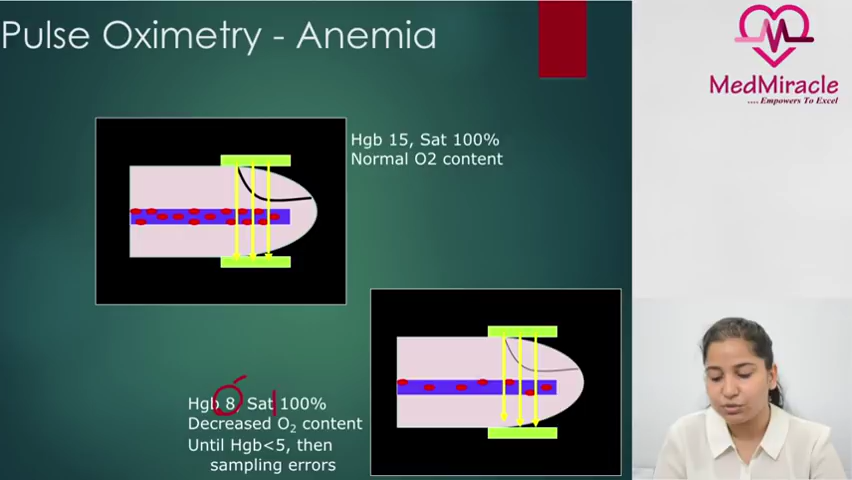 Pulse Oximetry - Anemia
MedMiracle
.... Empowers To Excel
Hgb 15, Sat 100%
Normal O2 content
Hgb 8, Sat 100%
Decreased O₂ content
Until Hgb<5, then
sampling errors